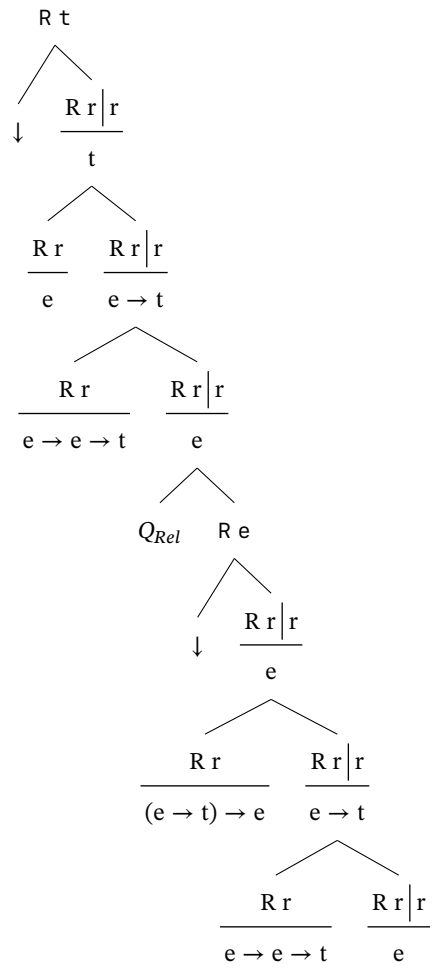 R t
↓ R r | r
t
R r R r | r
e e → t
R r R r | r
e → e → t e
Q_Rel R e
↓ R r | r
e
R r R r | r
(e → t) → e e → t
R r R r | r
e → e → t e